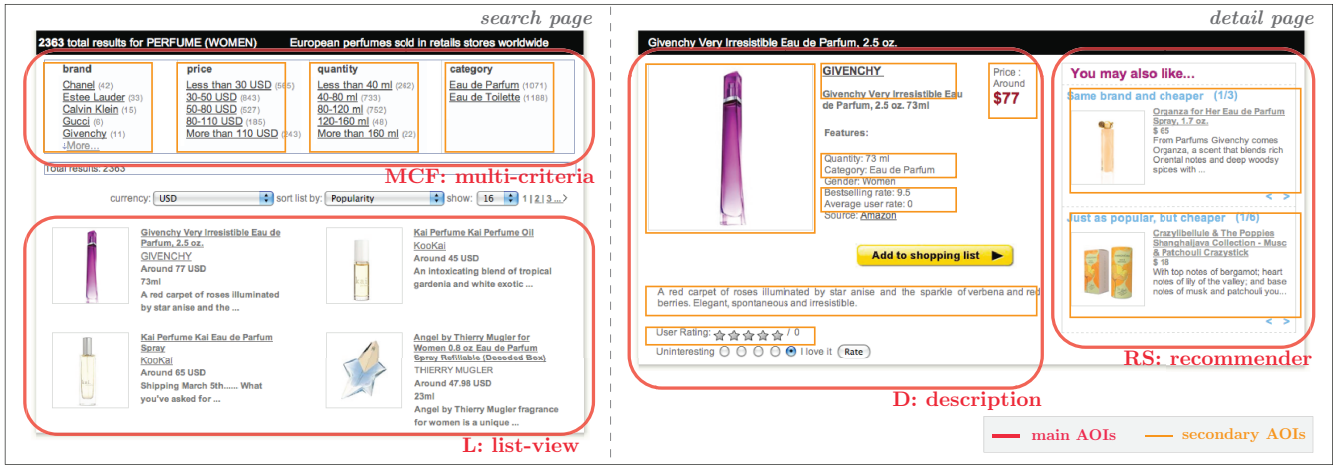 search page
2363 total results for PERFUME (WOMEN) European perfumes sold in retails stores worldwide
brand
Chanel (42)
Estee Lauder (33)
Calvin Klein (15)
Gucci (6)
Givenchy (11)
↓More...
price
Less than 30 USD (565)
30-50 USD (843)
50-80 USD (527)
80-110 USD (185)
More than 110 USD (243)
quantity
Less than 40 ml (262)
40-80 ml (733)
80-120 ml (752)
120-160 ml (48)
More than 160 ml (22)
category
Eau de Parfum (1071)
Eau de Toilette (1188)
Total results: 2363
MCF: multi-criteria
currency: USD sort list by: Popularity show: 16 1 | 2 | 3 ... >
Givenchy Very Irresistible Eau de
Parfum, 2.5 oz.
GIVENCHY
Around 77 USD
73ml
A red carpet of roses illuminated
by star anise and the ...
Kai Perfume Kai Perfume Oil
KooKai
Around 45 USD
An intoxicating blend of tropical
gardenia and white exotic ...
Kai Perfume Kai Eau de Parfum
Spray
KooKai
Around 65 USD
Shipping March 5th...... What
you've asked for ...
Angel by Thierry Mugler for
Women 0.8 oz Eau de Parfum
Spray Refillable (Decoded Box)
THIERRY MUGLER
Around 47.98 USD
23ml
Angel by Thierry Mugler fragrance
for women is a unique ...
L: list-view
detail page
Givenchy Very Irresistible Eau de Parfum, 2.5 oz.
GIVENCHY
Givenchy Very Irresistible Eau
de Parfum, 2.5 oz. 73ml
Price :
Around
$77
Features:
Quantity: 73 ml
Category: Eau de Parfum
Gender: Women
Bestselling rate: 9.5
Average user rate: 0
Source: Amazon
Add to shopping list
A red carpet of roses illuminated by star anise and the sparkle of verbena and red
berries. Elegant, spontaneous and irresistible.
User Rating: / 0
Uninteresting I love it Rate
D: description
You may also like...
Same brand and cheaper (1/3)
Organza for Her Eau de Parfum
Spray, 1.7 oz.
$ 65
From Parfums Givenchy comes
Organza, a scent that blends rich
Orental notes and deep woodsy
spices with ...
< >
Just as popular, but cheaper (1/6)
Crazylibellule & The Poppies
Shanghaijava Collection - Musc
& Patchouli Crazystick
$ 18
With top notes of bergamot; heart
notes of lily of the valley; and base
notes of musk and patchouli you...
< >
RS: recommender
main AOIs secondary AOIs